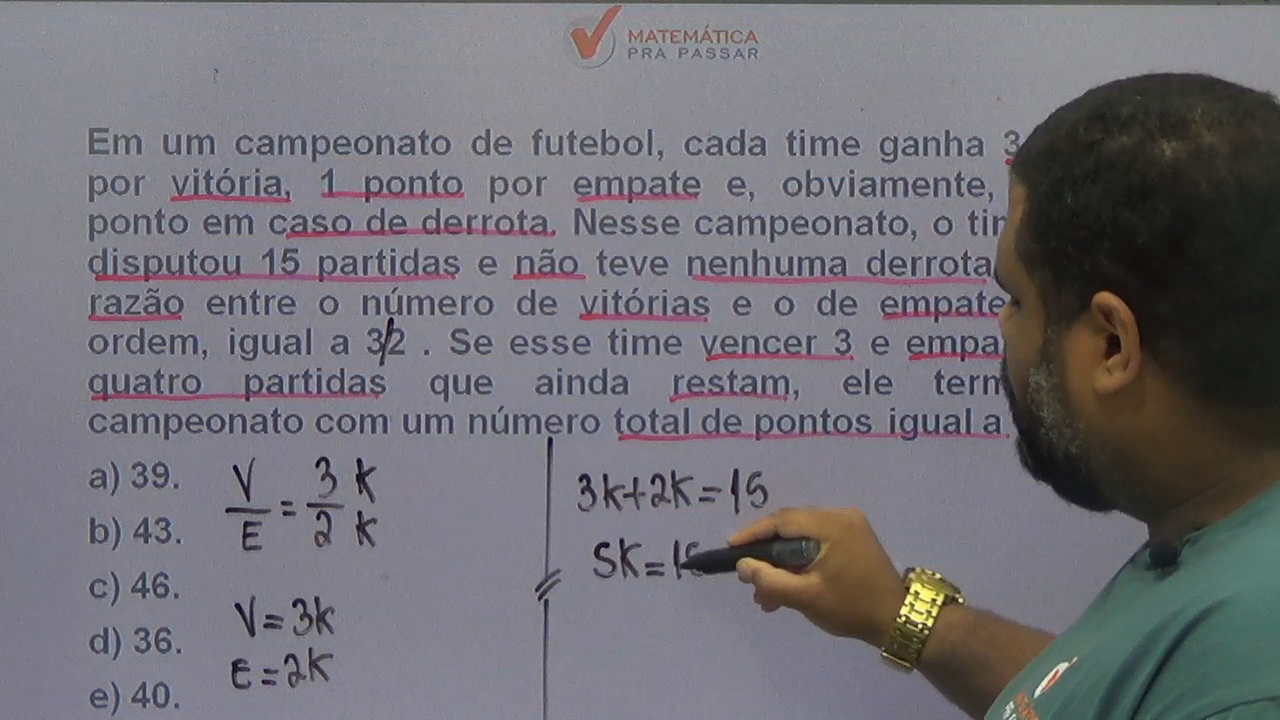 MATEMÁTICA
PRA PASSAR
Em um campeonato de futebol, cada time ganha 3
por vitória, 1 ponto por empate e, obviamente,
ponto em caso de derrota. Nesse campeonato, o
disputou 15 partidas e não teve nenhuma derrota
razão entre o número de vitórias e o de empate
ordem, igual a 3/2 . Se esse time vencer 3 e
quatro partidas que ainda restam, ele
campeonato com um número total de pontos igual a
a) 39.
b) 43.
c) 46.
d) 36.
e) 40.
V/E = 3 k/2 k
V=3k
E=2k
3k+2k=15
5k=15